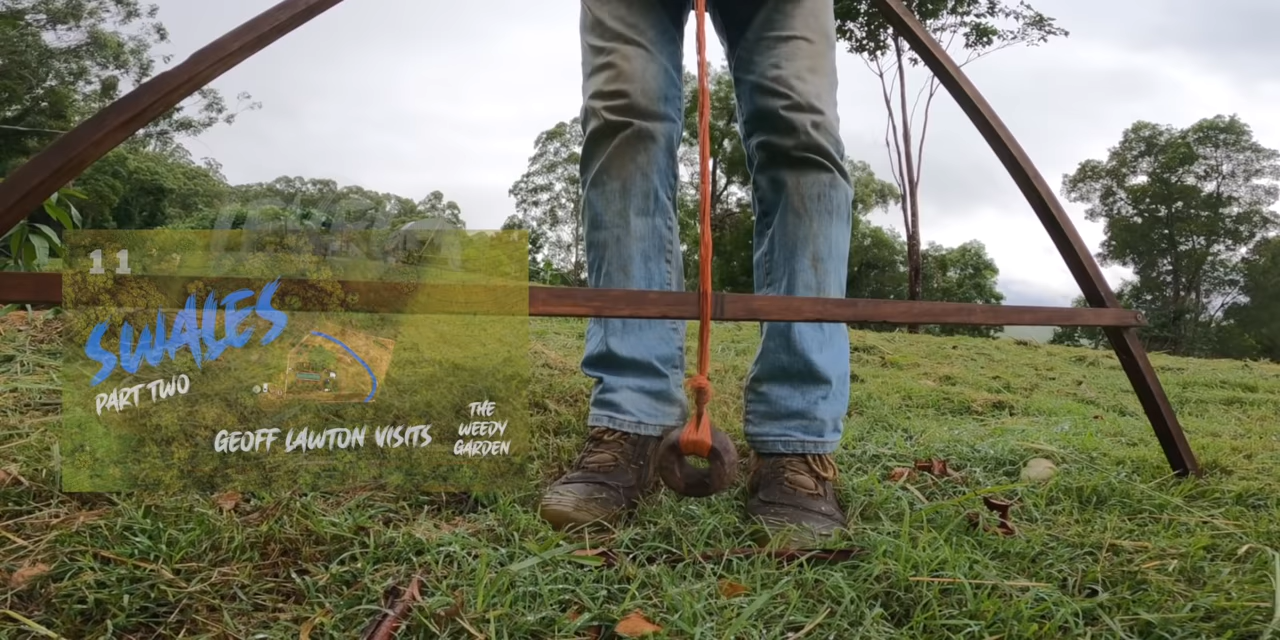 11
SWALES
PART TWO
GEOFF LAWTON VISITS
THE
WEEDY
GARDEN